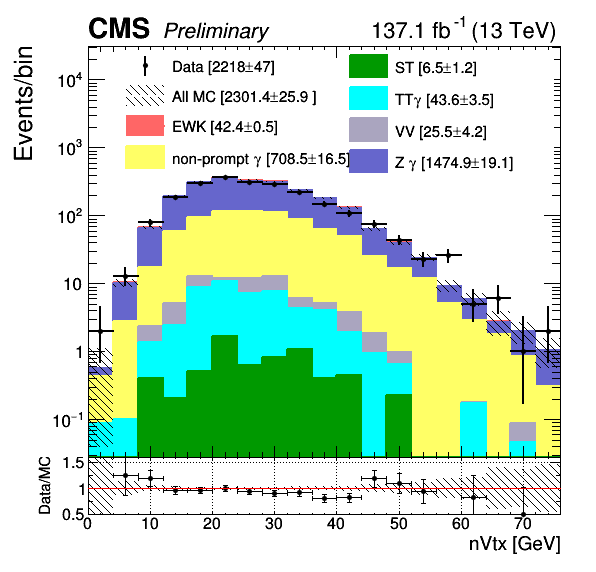 CMS Preliminary 137.1 fb⁻¹ (13 TeV)
Events/bin
Data [2218±47]
All MC [2301.4±25.9 ]
EWK [42.4±0.5]
non-prompt γ [708.5±16.5]
ST [6.5±1.2]
TTγ [43.6±3.5]
VV [25.5±4.2]
Z γ [1474.9±19.1]
10⁴
10³
10²
10
1
10⁻¹
Data/MC
1.5
1
0.5
0 10 20 30 40 50 60 70
nVtx [GeV]